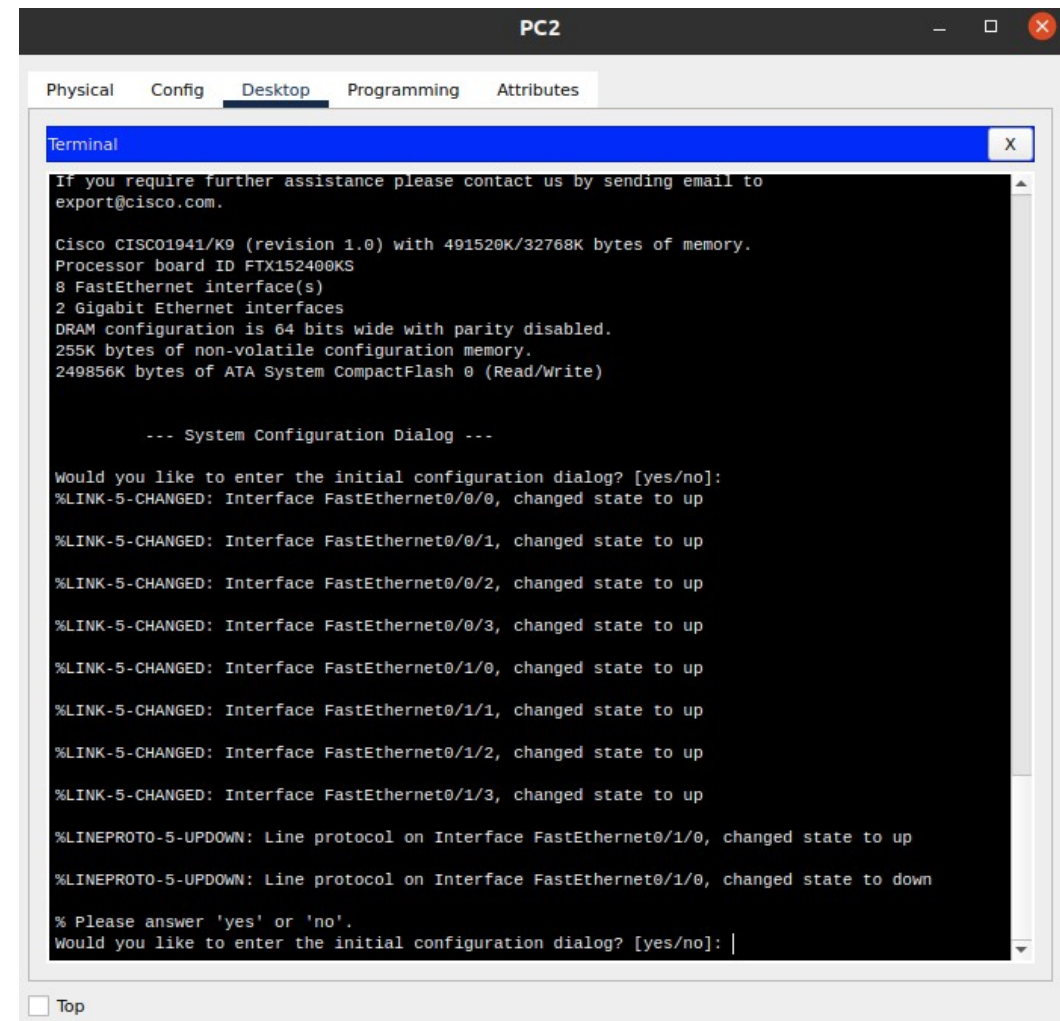 PC2
Physical Config Desktop Programming Attributes
Terminal X
If you require further assistance please contact us by sending email to
export@cisco.com.
Cisco CISCO1941/K9 (revision 1.0) with 491520K/32768K bytes of memory.
Processor board ID FTX152400KS
8 FastEthernet interface(s)
2 Gigabit Ethernet interfaces
DRAM configuration is 64 bits wide with parity disabled.
255K bytes of non-volatile configuration memory.
249856K bytes of ATA System CompactFlash 0 (Read/Write)
--- System Configuration Dialog ---
Would you like to enter the initial configuration dialog? [yes/no]:
%LINK-5-CHANGED: Interface FastEthernet0/0/0, changed state to up
%LINK-5-CHANGED: Interface FastEthernet0/0/1, changed state to up
%LINK-5-CHANGED: Interface FastEthernet0/0/2, changed state to up
%LINK-5-CHANGED: Interface FastEthernet0/0/3, changed state to up
%LINK-5-CHANGED: Interface FastEthernet0/1/0, changed state to up
%LINK-5-CHANGED: Interface FastEthernet0/1/1, changed state to up
%LINK-5-CHANGED: Interface FastEthernet0/1/2, changed state to up
%LINK-5-CHANGED: Interface FastEthernet0/1/3, changed state to up
%LINEPROTO-5-UPDOWN: Line protocol on Interface FastEthernet0/1/0, changed state to up
%LINEPROTO-5-UPDOWN: Line protocol on Interface FastEthernet0/1/0, changed state to down
% Please answer 'yes' or 'no'.
Would you like to enter the initial configuration dialog? [yes/no]:
Top